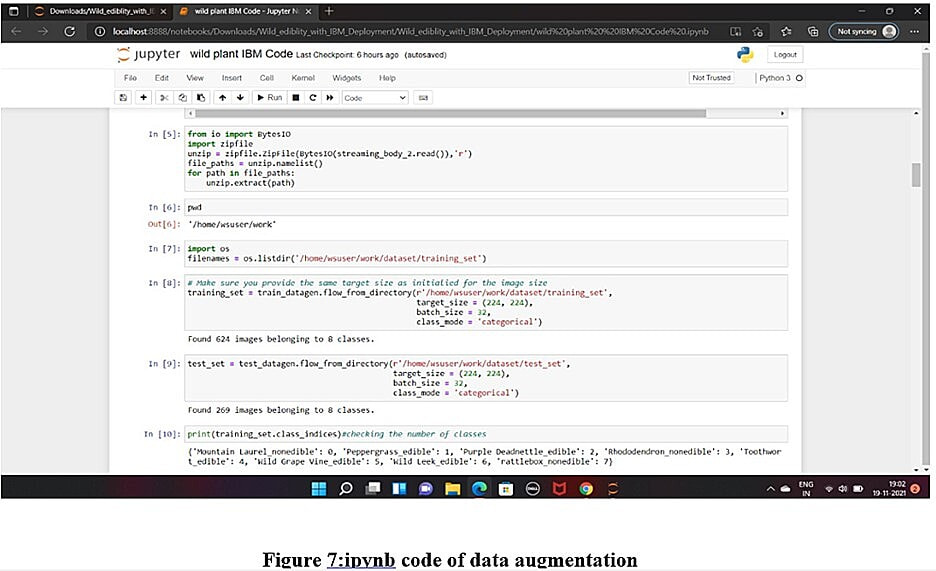 Downloads/Wild_ediblity_with_I
wild plant IBM Code - Jupyter N
localhost:8888/notebooks/Downloads/Wild_ediblity_with_IBM_Deployment/Wild_ediblity_with_IBM_Deployment/wild%20plant%20%20IBM%20Code%20.ipynb
Not syncing
jupyter wild plant IBM Code Last Checkpoint: 6 hours ago (autosaved)
Logout
File Edit View Insert Cell Kernel Widgets Help
Not Trusted
Python 3
Run
Code
In [5]: from io import BytesIO
import zipfile
unzip = zipfile.ZipFile(BytesIO(streaming_body_2.read()),'r')
file_paths = unzip.namelist()
for path in file_paths:
unzip.extract(path)
In [6]: pwd
Out[6]: '/home/wsuser/work'
In [7]: import os
filenames = os.listdir('/home/wsuser/work/dataset/training_set')
In [8]: # Make sure you provide the same target size as initialied for the image size
training_set = train_datagen.flow_from_directory(r'/home/wsuser/work/dataset/training_set',
target_size = (224, 224),
batch_size = 32,
class_mode = 'categorical')
Found 624 images belonging to 8 classes.
In [9]: test_set = test_datagen.flow_from_directory(r'/home/wsuser/work/dataset/test_set',
target_size = (224, 224),
batch_size = 32,
class_mode = 'categorical')
Found 269 images belonging to 8 classes.
In [10]: print(training_set.class_indices)#checking the number of classes
{'Mountain Laurel_nonedible': 0, 'Peppergrass_edible': 1, 'Purple Deadnettle_edible': 2, 'Rhododendron_nonedible': 3, 'Toothwor
t_edible': 4, 'Wild Grape Vine_edible': 5, 'Wild Leek_edible': 6, 'rattlebox_nonedible': 7}
DELL
ENG
IN
19:02
19-11-2021
2
Figure 7:ipynb code of data augmentation